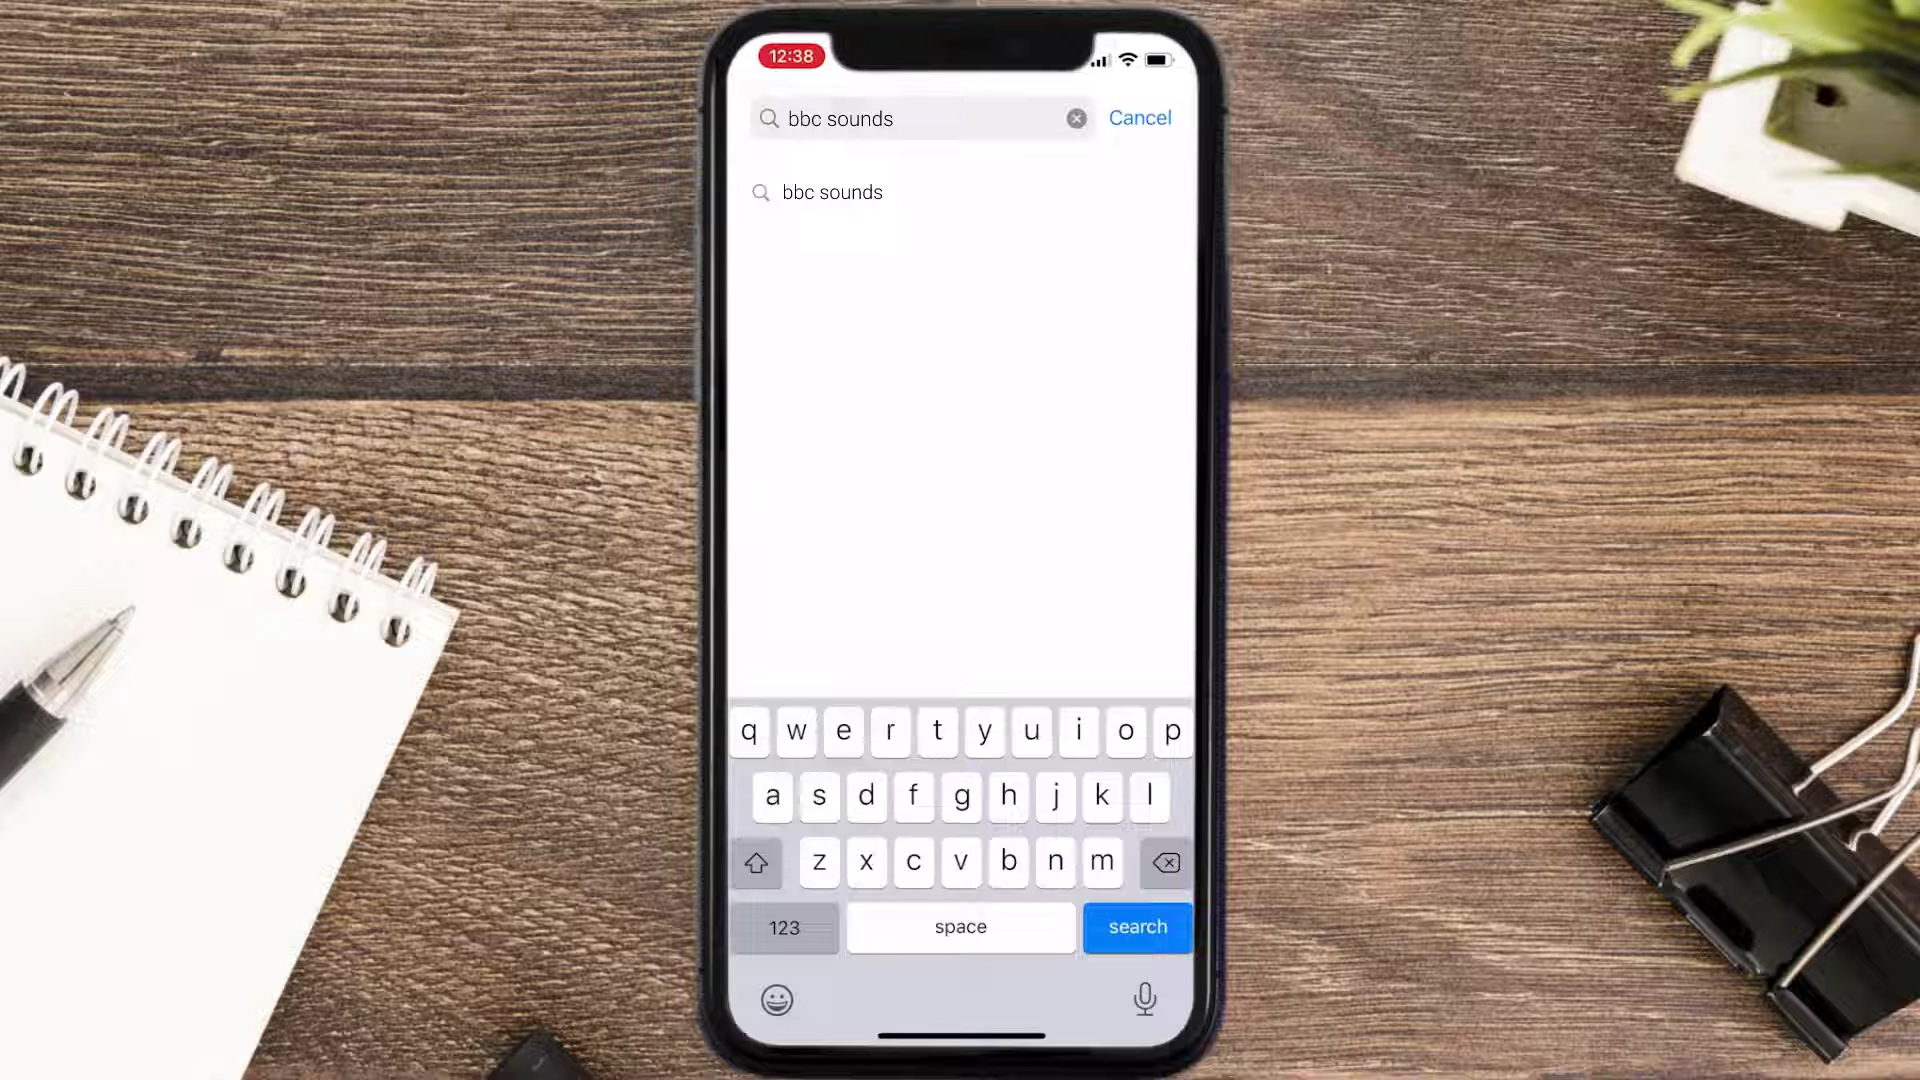 12:38
bbc sounds
Cancel
bbc sounds
q w e r t y u i o p
a s d f g h j k l
z x c v b n m
123 space search